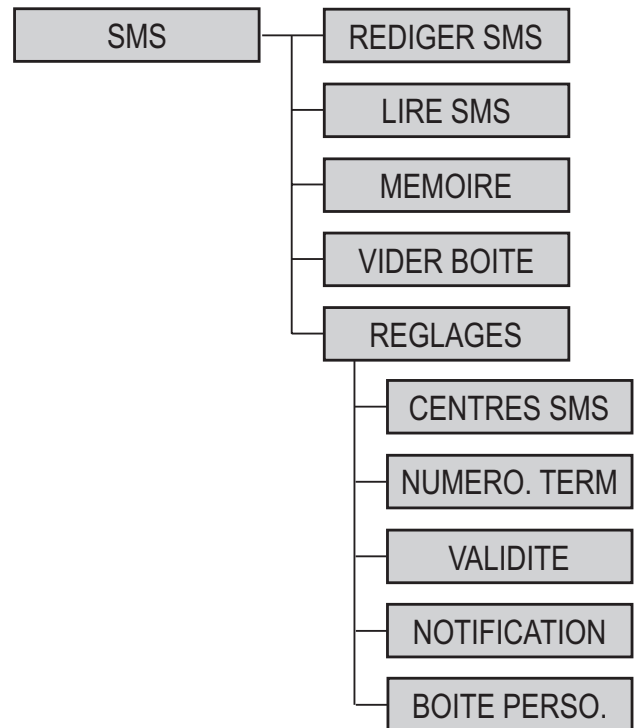 SMS
REDIGER SMS
LIRE SMS
MEMOIRE
VIDER BOITE
REGLAGES
CENTRES SMS
NUMERO. TERM
VALIDITE
NOTIFICATION
BOITE PERSO.